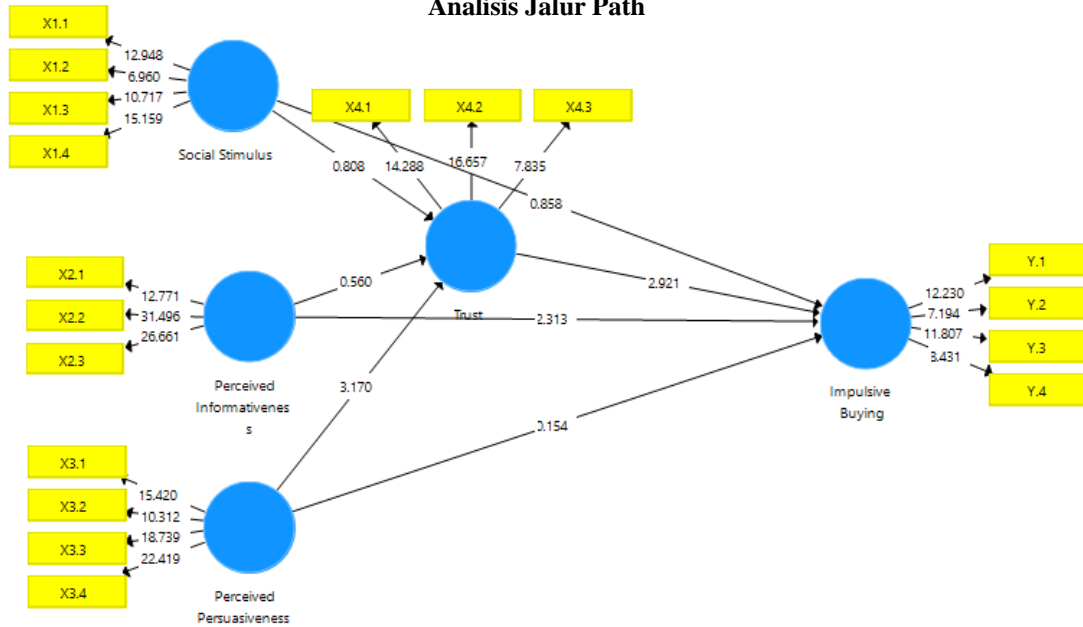 Analisis Jalur Path
X1.1
X1.2
X1.3
X1.4
12.948
6.960
10.717
15.159
Social Stimulus
X4.1
X4.2
X4.3
14.288
16.657
7.835
0.808
0.858
X2.1
X2.2
X2.3
12.771
31.496
26.661
Perceived
Informativenes
s
0.560
Trust
2.921
2.313
3.170
0.154
X3.1
X3.2
X3.3
X3.4
15.420
10.312
18.739
22.419
Perceived
Persuasiveness
Impulsive
Buying
12.230
7.194
11.807
Y.1
Y.2
Y.3
Y.4